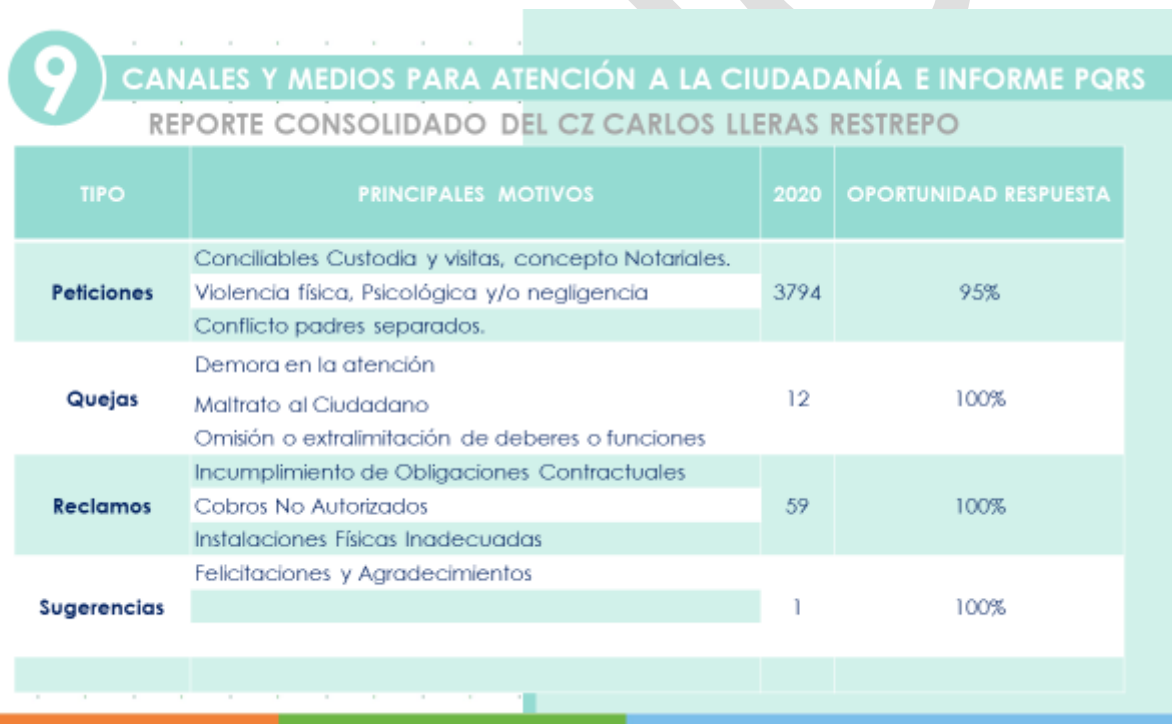 9
CANALES Y MEDIOS PARA ATENCIÓN A LA CIUDADANÍA E INFORME PQRS
REPORTE CONSOLIDADO DEL CZ CARLOS LLERAS RESTREPO
TIPO PRINCIPALES MOTIVOS 2020 OPORTUNIDAD RESPUESTA
Conciliables Custodia y visitas, concepto Notariales.
Peticiones Violencia física, Psicológica y/o negligencia 3794 95%
Conflicto padres separados.
Demora en la atención
Quejas Maltrato al Ciudadano 12 100%
Omisión o extralimitación de deberes o funciones
Incumplimiento de Obligaciones Contractuales
Reclamos Cobros No Autorizados 59 100%
Instalaciones Físicas Inadecuadas
Felicitaciones y Agradecimientos
Sugerencias 1 100%